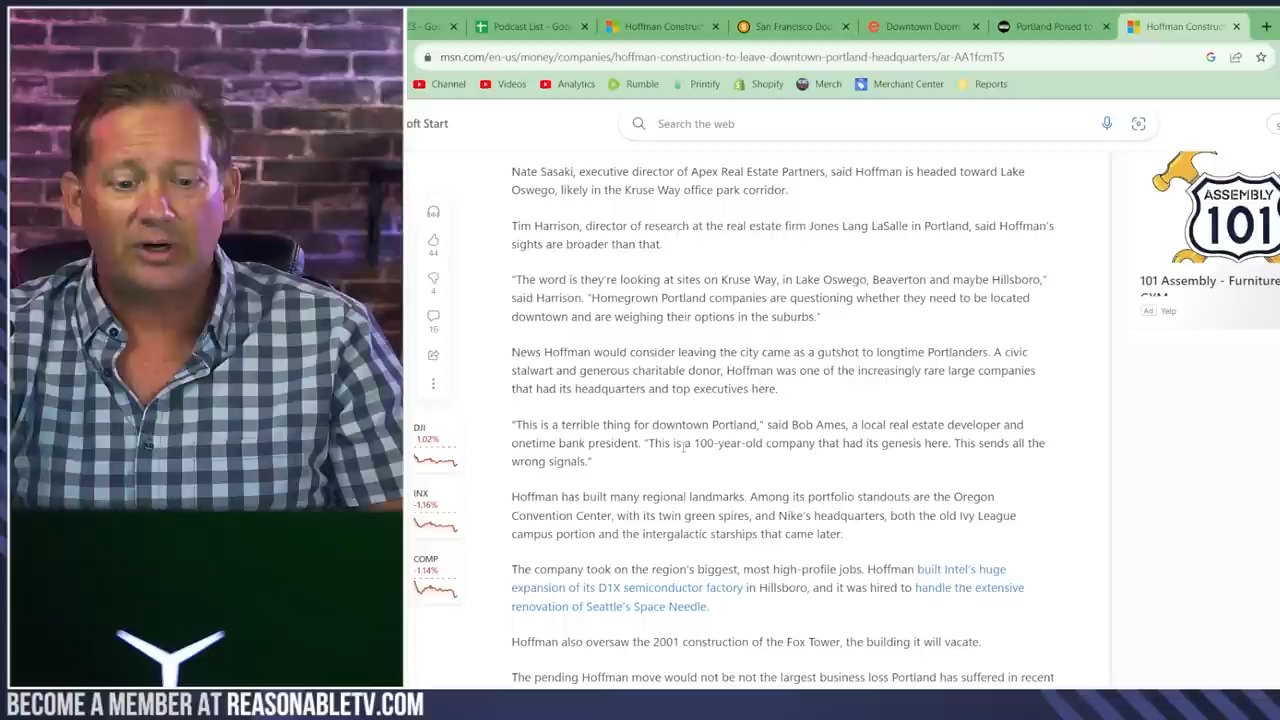 23 - Goo
Podcast List - Goo
Hoffman Construct
San Francisco Doo
Downtown Doom
Portland Poised to
Hoffman Construct
msn.com/en-us/money/companies/hoffman-construction-to-leave-downtown-portland-headquarters/ar-AA1fcmT5
Channel
Videos
Analytics
Rumble
Printify
Shopify
Merch
Merchant Center
Reports
oft Start
Search the web
Nate Sasaki, executive director of Apex Real Estate Partners, said Hoffman is headed toward Lake
Oswego, likely in the Kruse Way office park corridor.
Tim Harrison, director of research at the real estate firm Jones Lang LaSalle in Portland, said Hoffman's
sights are broader than that.
"The word is they're looking at sites on Kruse Way, in Lake Oswego, Beaverton and maybe Hillsboro,"
said Harrison. "Homegrown Portland companies are questioning whether they need to be located
downtown and are weighing their options in the suburbs."
News Hoffman would consider leaving the city came as a gutshot to longtime Portlanders. A civic
stalwart and generous charitable donor, Hoffman was one of the increasingly rare large companies
that had its headquarters and top executives here.
"This is a terrible thing for downtown Portland," said Bob Ames, a local real estate developer and
onetime bank president. "This is a 100-year-old company that had its genesis here. This sends all the
wrong signals."
Hoffman has built many regional landmarks. Among its portfolio standouts are the Oregon
Convention Center, with its twin green spires, and Nike's headquarters, both the old Ivy League
campus portion and the intergalactic starships that came later.
The company took on the region's biggest, most high-profile jobs. Hoffman built Intel's huge
expansion of its D1X semiconductor factory in Hillsboro, and it was hired to handle the extensive
renovation of Seattle's Space Needle.
Hoffman also oversaw the 2001 construction of the Fox Tower, the building it will vacate.
The pending Hoffman move would not be not the largest business loss Portland has suffered in recent
44
4
16
DJI
-1.02%
INX
-1.16%
COMP
-1.14%
ASSEMBLY
101
101 Assembly - Furniture
Ad Yelp
BECOME A MEMBER AT REASONABLETV.COM